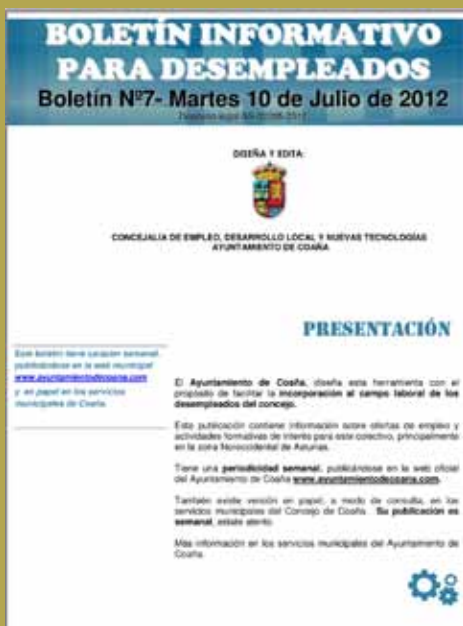 BOLETÍN INFORMATIVO
PARA DESEMPLEADOS
Boletín Nº7- Martes 10 de Julio de 2012
DISEÑA Y EDITA:
CONCEJALÍA DE EMPLEO, DESARROLLO LOCAL Y NUEVAS TECNOLOGÍAS
AYUNTAMIENTO DE COAÑA
PRESENTACIÓN
Este boletín tiene carácter semanal,
publicándose en la web municipal
www.ayuntamientodecoana.com
y en papel en los servicios
municipales de Coaña.
El Ayuntamiento de Coaña, diseña esta herramienta con el
propósito de facilitar la incorporación al campo laboral de los
desempleados del concejo.
Esta publicación contiene información sobre ofertas de empleo y
actividades formativas de interés para este colectivo, principalmente
en la zona Noroccidental de Asturias.
Tiene una periodicidad semanal, publicándose en la web oficial
del Ayuntamiento de Coaña www.ayuntamientodecoana.com.
También existe versión en papel, a modo de consulta, en los
servicios municipales del Concejo de Coaña. Su publicación es
semanal, estate atento.
Más información en los servicios municipales del Ayuntamiento de
Coaña.